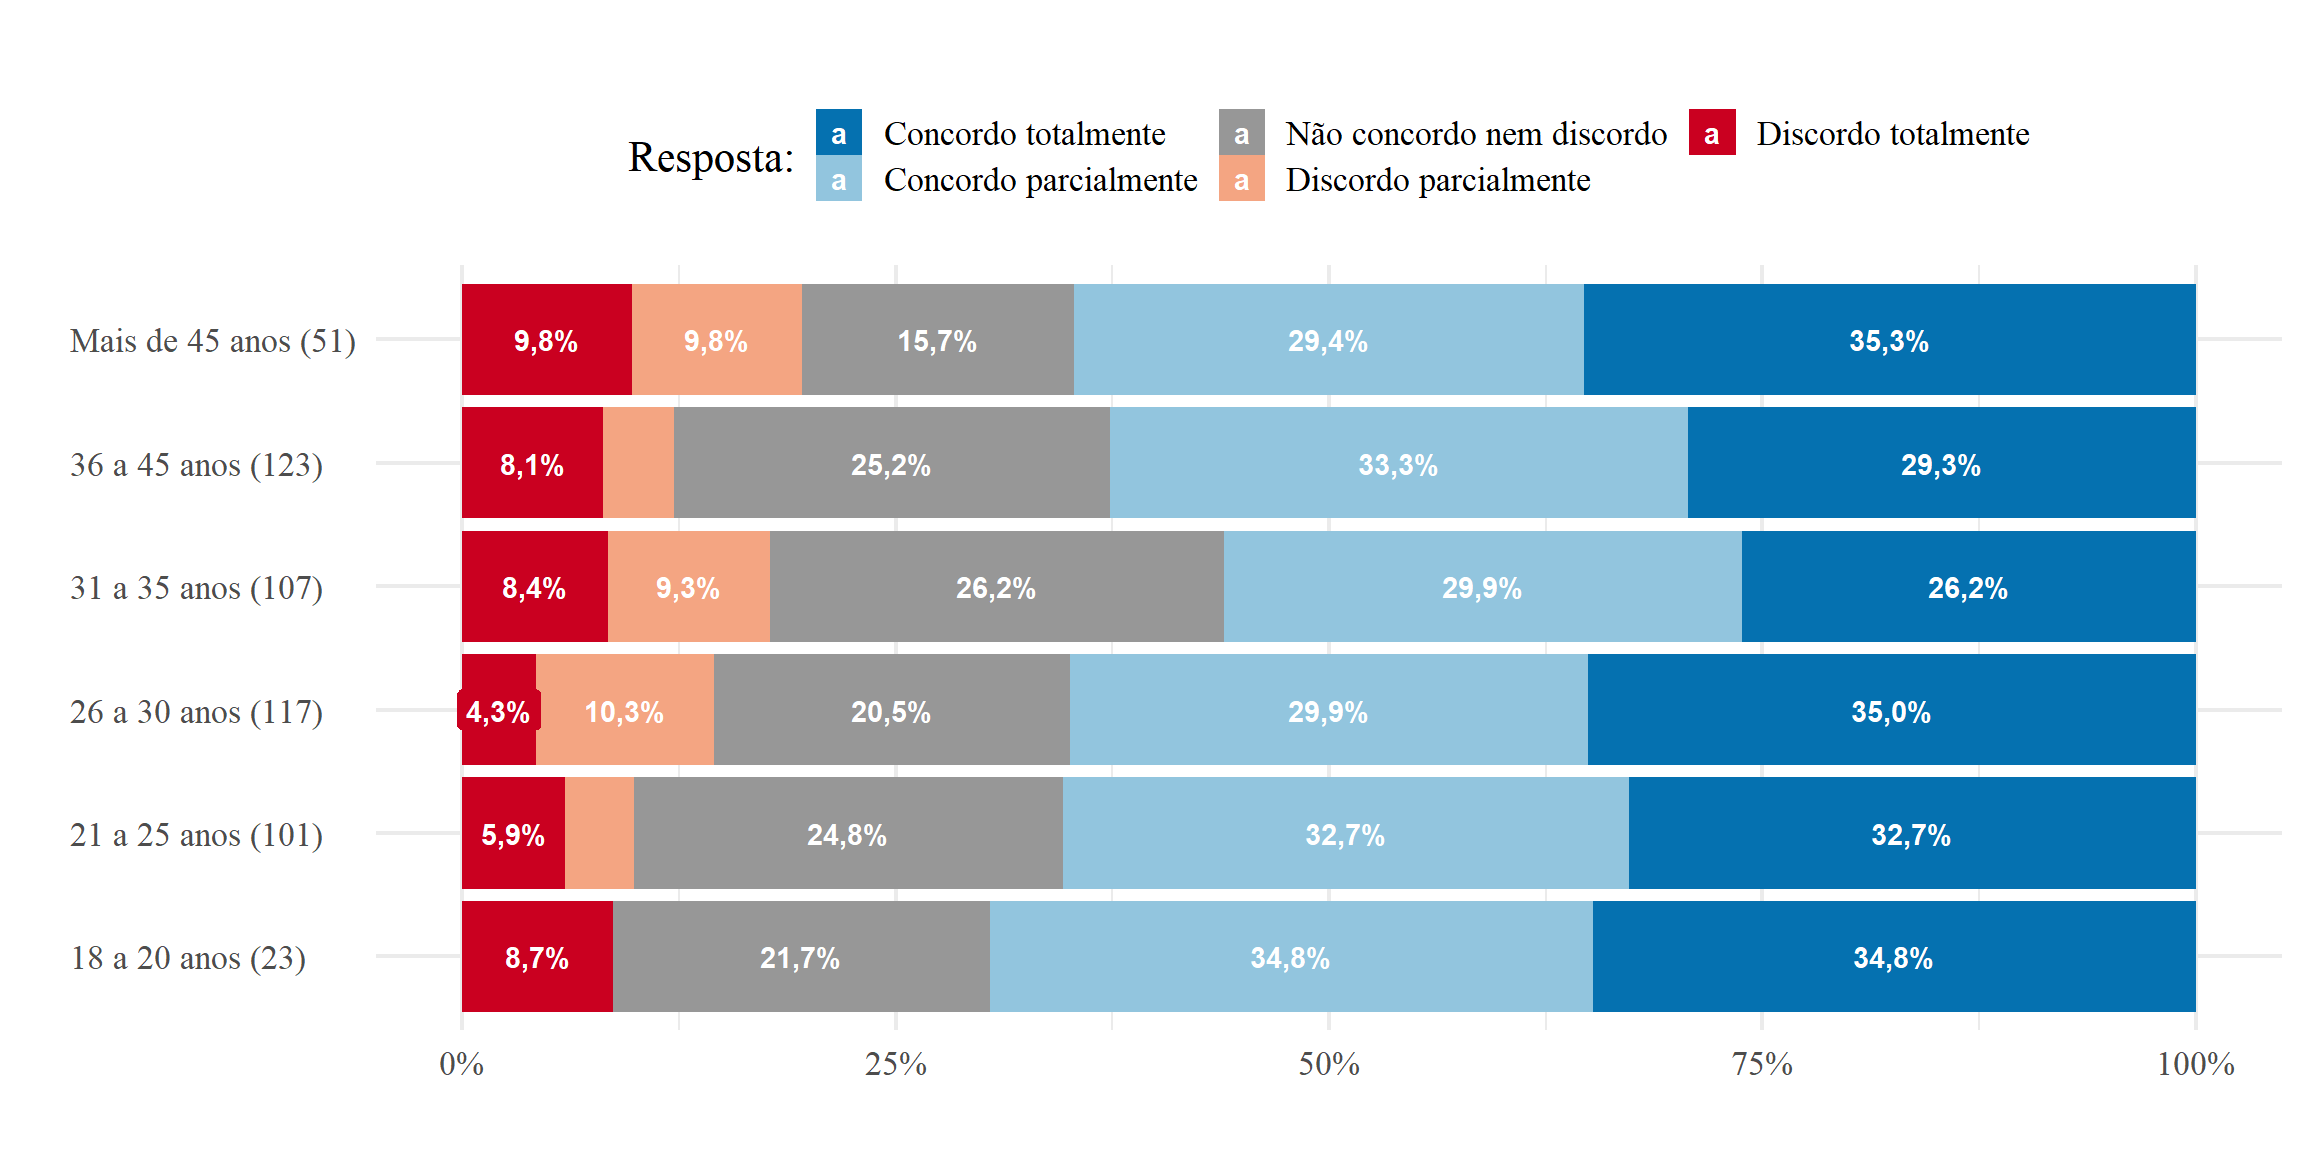 Resposta:
a Concordo totalmente a Não concordo nem discordo a Discordo totalmente
a Concordo parcialmente a Discordo parcialmente
Mais de 45 anos (51) 9,8% 9,8% 15,7% 29,4% 35,3%
36 a 45 anos (123) 8,1% 25,2% 33,3% 29,3%
31 a 35 anos (107) 8,4% 9,3% 26,2% 29,9% 26,2%
26 a 30 anos (117) 4,3% 10,3% 20,5% 29,9% 35,0%
21 a 25 anos (101) 5,9% 24,8% 32,7% 32,7%
18 a 20 anos (23) 8,7% 21,7% 34,8% 34,8%
0% 25% 50% 75% 100%